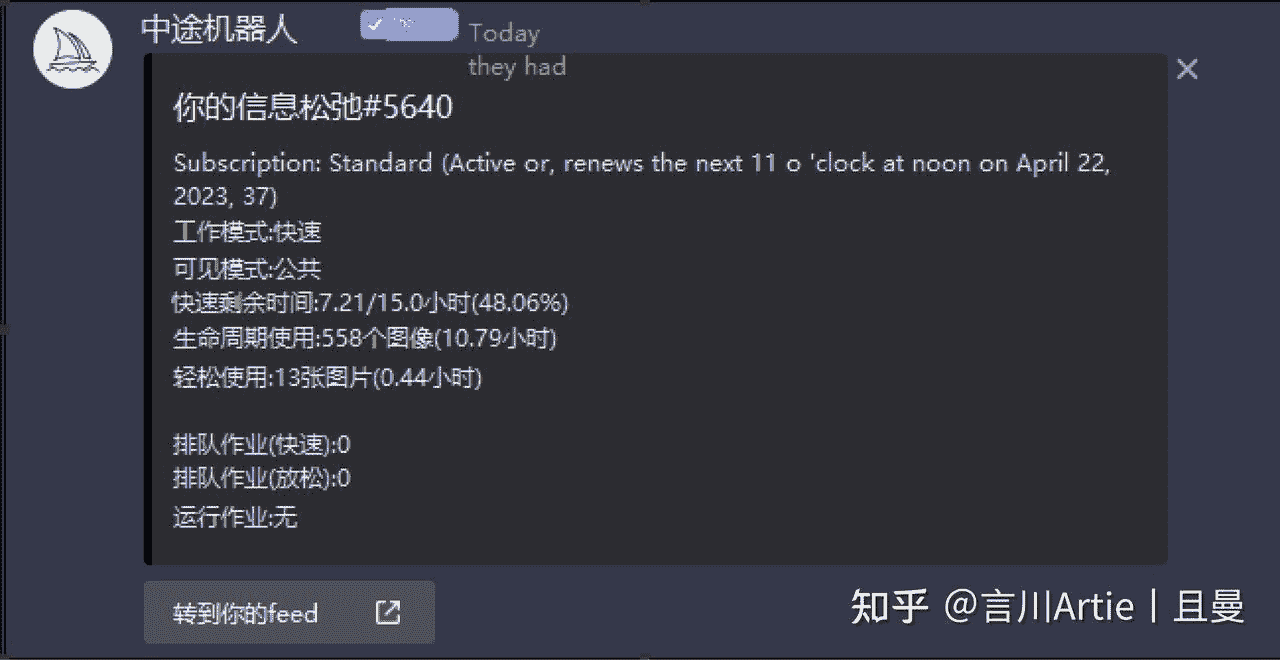 中途机器人
Today
they had
你的信息松弛#5640
Subscription: Standard (Active or, renews the next 11 o 'clock at noon on April 22,
2023, 37)
工作模式:快速
可见模式:公共
快速剩余时间:7.21/15.0小时(48.06%)
生命周期使用:558个图像(10.79小时)
轻松使用:13张图片(0.44小时)
排队作业(快速):0
排队作业(放松):0
运行作业:无
转到你的feed
知乎 @言川Artie丨且曼